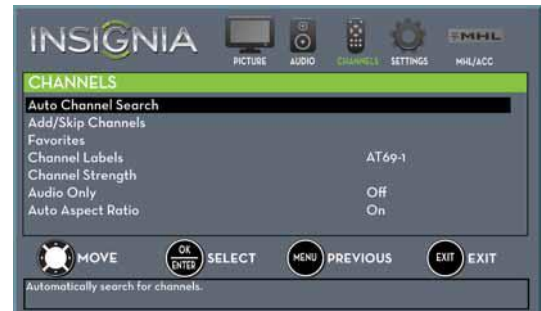 INSIGNIA
MHL
PICTURE AUDIO CHANNELS SETTINGS MHL/ACC
CHANNELS
Auto Channel Search
Add/Skip Channels
Favorites
Channel Labels AT69-1
Channel Strength
Audio Only Off
Auto Aspect Ratio On
MOVE OK ENTER SELECT MENU PREVIOUS EXIT EXIT
Automatically search for channels.